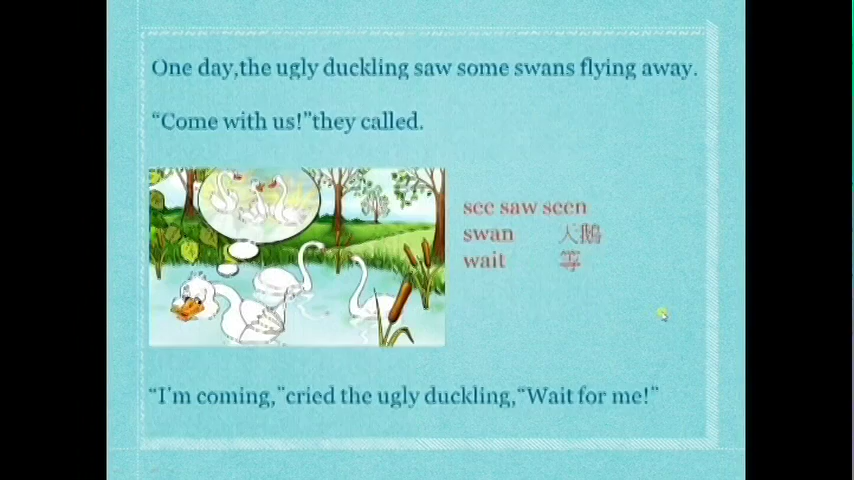 One day,the ugly duckling saw some swans flying away.
“Come with us!”they called.
see saw seen
swan 天鵝
wait 等
“I'm coming,”cried the ugly duckling,“Wait for me!”